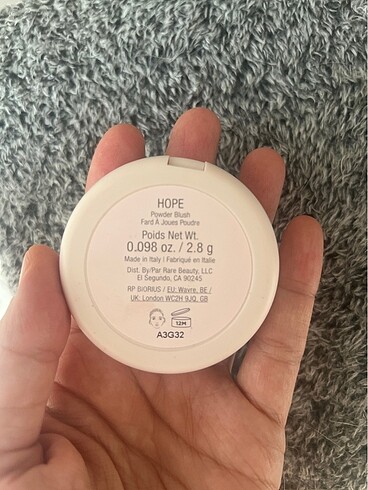 HOPE
Powder Blush
Fard À Joues Poudre
Poids Net Wt.
0.098 oz. / 2.8 g
Made in Italy | Fabriqué en Italie
Dist. By/Par Rare Beauty, LLC
El Segundo, CA 90245
RP BIORIUS / EU: Wavre, BE /
UK: London WC2H 9JQ, GB
12M
A3G32